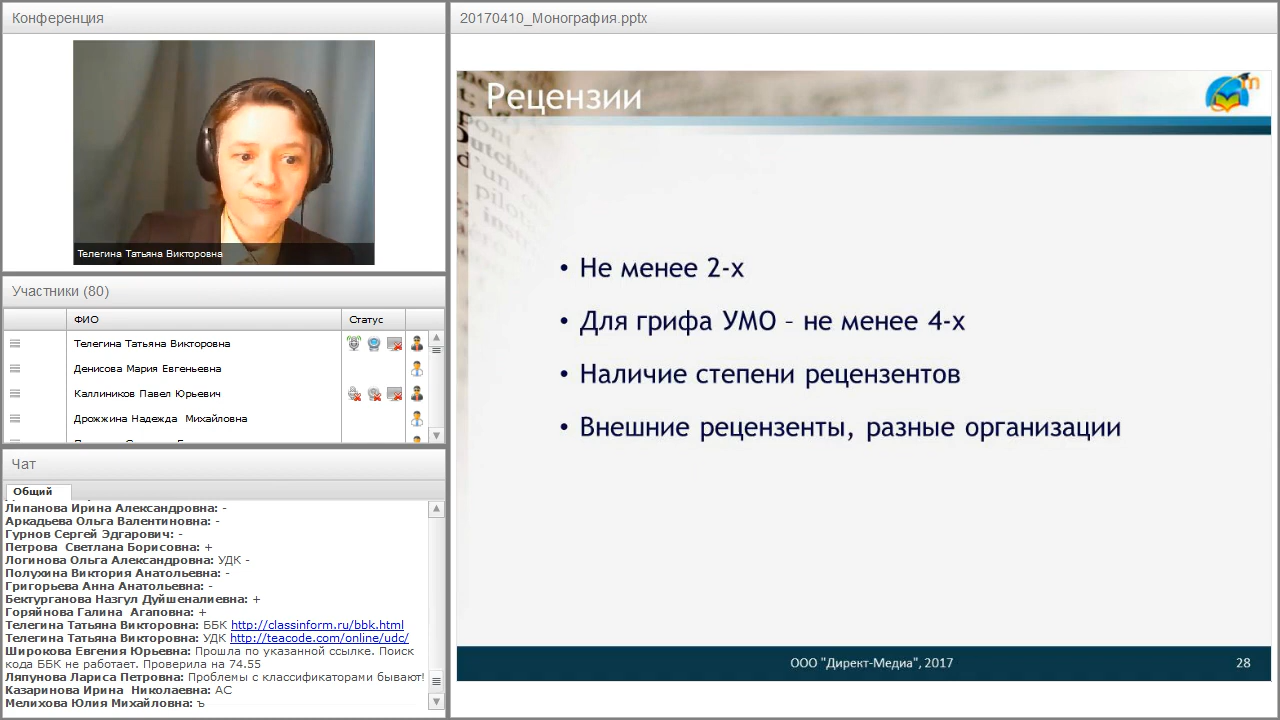 Конференция
Телегина Татьяна Викторовна
Участники (80)
ФИО Статус
Телегина Татьяна Викторовна
Денисова Мария Евгеньевна
Каллиников Павел Юрьевич
Дрожжина Надежда Михайловна
Чат
Общий
Липанова Ирина Александровна: -
Аркадьева Ольга Валентиновна: -
Гурнов Сергей Эдгарович: -
Петрова Светлана Борисовна: +
Логинова Ольга Александровна: УДК -
Полухина Виктория Анатольевна: -
Григорьева Анна Анатольевна: -
Бектурганова Назгул Дуйшеналиевна: +
Горяйнова Галина Агаповна: +
Телегина Татьяна Викторовна: ББК http://classinform.ru/bbk.html
Телегина Татьяна Викторовна: УДК http://teacode.com/online/udc/
Широкова Евгения Юрьевна: Прошла по указанной ссылке. Поиск
кода ББК не работает. Проверила на 74.55
Ляпунова Лариса Петровна: Проблемы с классификаторами бывают!
Казаринова Ирина Николаевна: АС
Мелихова Юлия Михайловна: ъ
20170410_Монография.pptx
Рецензии
• Не менее 2-х
• Для грифа УМО – не менее 4-х
• Наличие степени рецензентов
• Внешние рецензенты, разные организации
ООО "Директ-Медиа", 2017
28